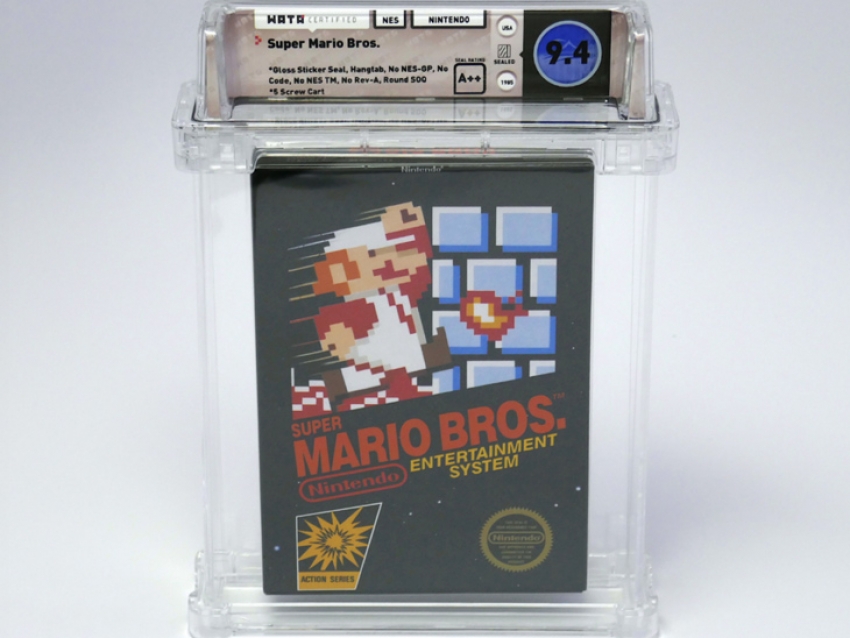 WATA CERTIFIED NES NINTENDO
Super Mario Bros.
*Gloss Sticker Seal, Hangtab, No NES-GP, No
Code, No NES TM, No Rev-A, Round SOQ
*5 Screw Cart
SEAL RATING
A++
USA
SEALED
1985
9.4
Nintendo
SUPER
MARIO BROS.™
ENTERTAINMENT
SYSTEM
Nintendo
ACTION SERIES
Nintendo